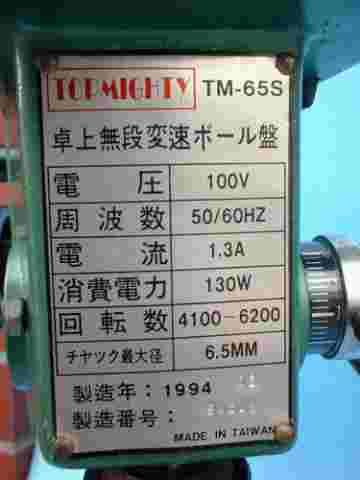 TOPMIGHTY TM-65S
卓上無段変速ボール盤
電圧 100V
周波数 50/60HZ
電流 1.3A
消費電力 130W
回転数 4100-6200
チヤツク最大径 6.5MM
製造年：1994
製造番号：
MADE IN TAIWAN